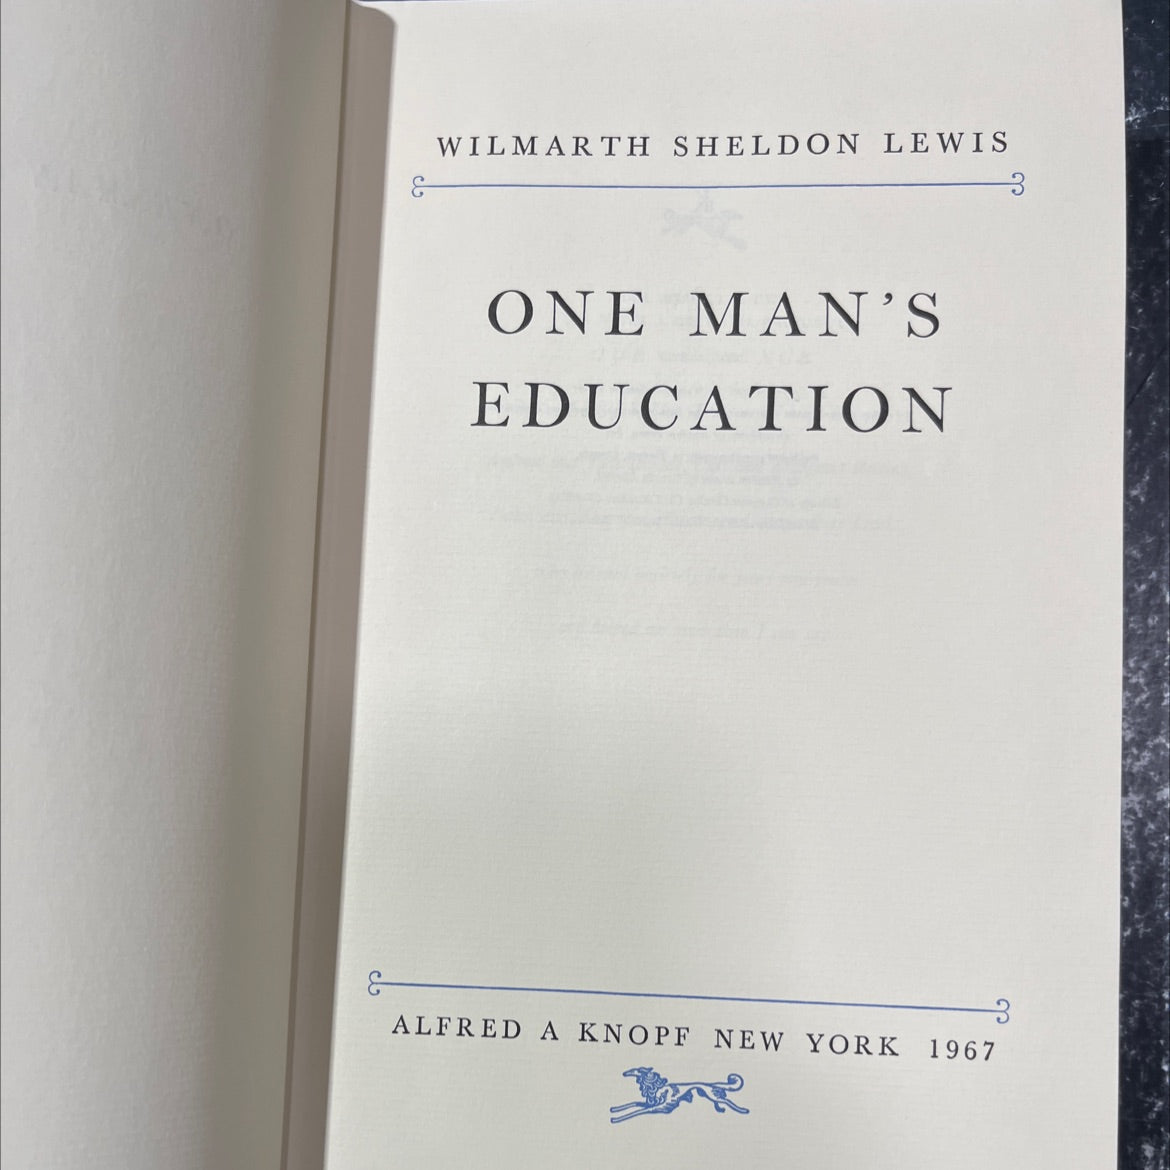 WILMARTH SHELDON LEWIS
ONE MAN'S
EDUCATION
ALFRED A KNOPF NEW YORK 1967